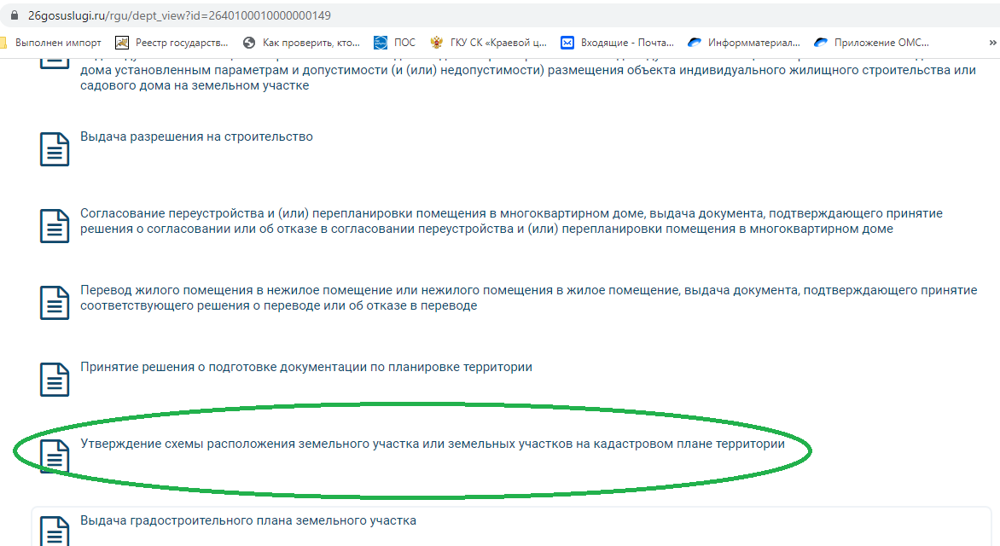 26gosuslugi.ru/rgu/dept_view?id=2640100010000000149
Выполнен импорт Реестр государств... Как проверить, кто... ПОС ГКУ СК «Краевой ц... Входящие - Почта... Информматериал... Приложение ОМС... »
дома установленным параметрам и допустимости (и (или) недопустимости) размещения объекта индивидуального жилищного строительства или
садового дома на земельном участке
Выдача разрешения на строительство
Согласование переустройства и (или) перепланировки помещения в многоквартирном доме, выдача документа, подтверждающего принятие
решения о согласовании или об отказе в согласовании переустройства и (или) перепланировки помещения в многоквартирном доме
Перевод жилого помещения в нежилое помещение или нежилого помещения в жилое помещение, выдача документа, подтверждающего принятие
соответствующего решения о переводе или об отказе в переводе
Принятие решения о подготовке документации по планировке территории
Утверждение схемы расположения земельного участка или земельных участков на кадастровом плане территории
Выдача градостроительного плана земельного участка